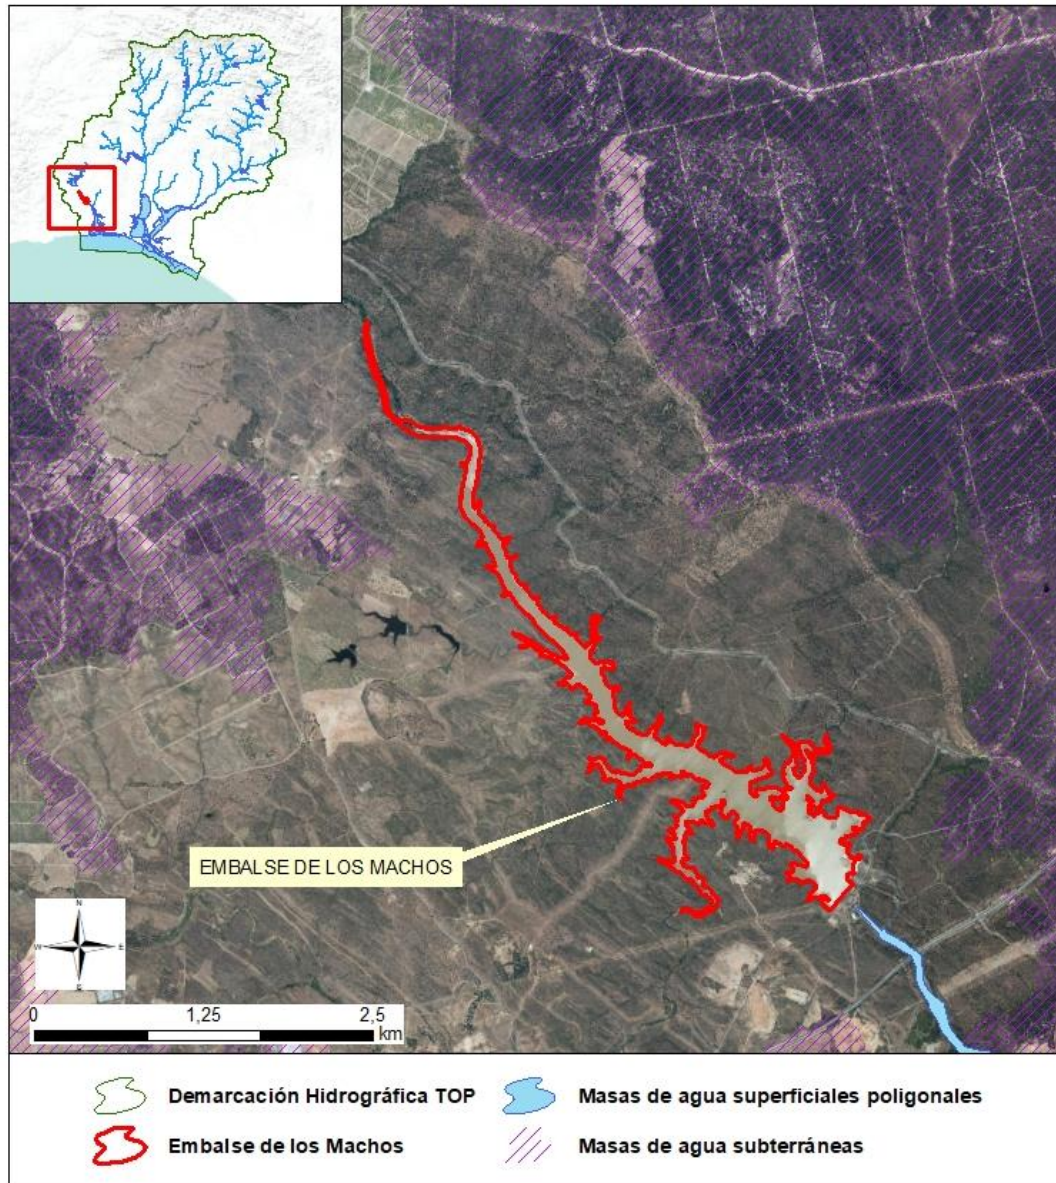 EMBALSE DE LOS MACHOS
N
W
E
E
0
1,25
2,5
km
Demarcación Hidrográfica TOP
Masas de agua superficiales poligonales
Embalse de los Machos
Masas de agua subterráneas